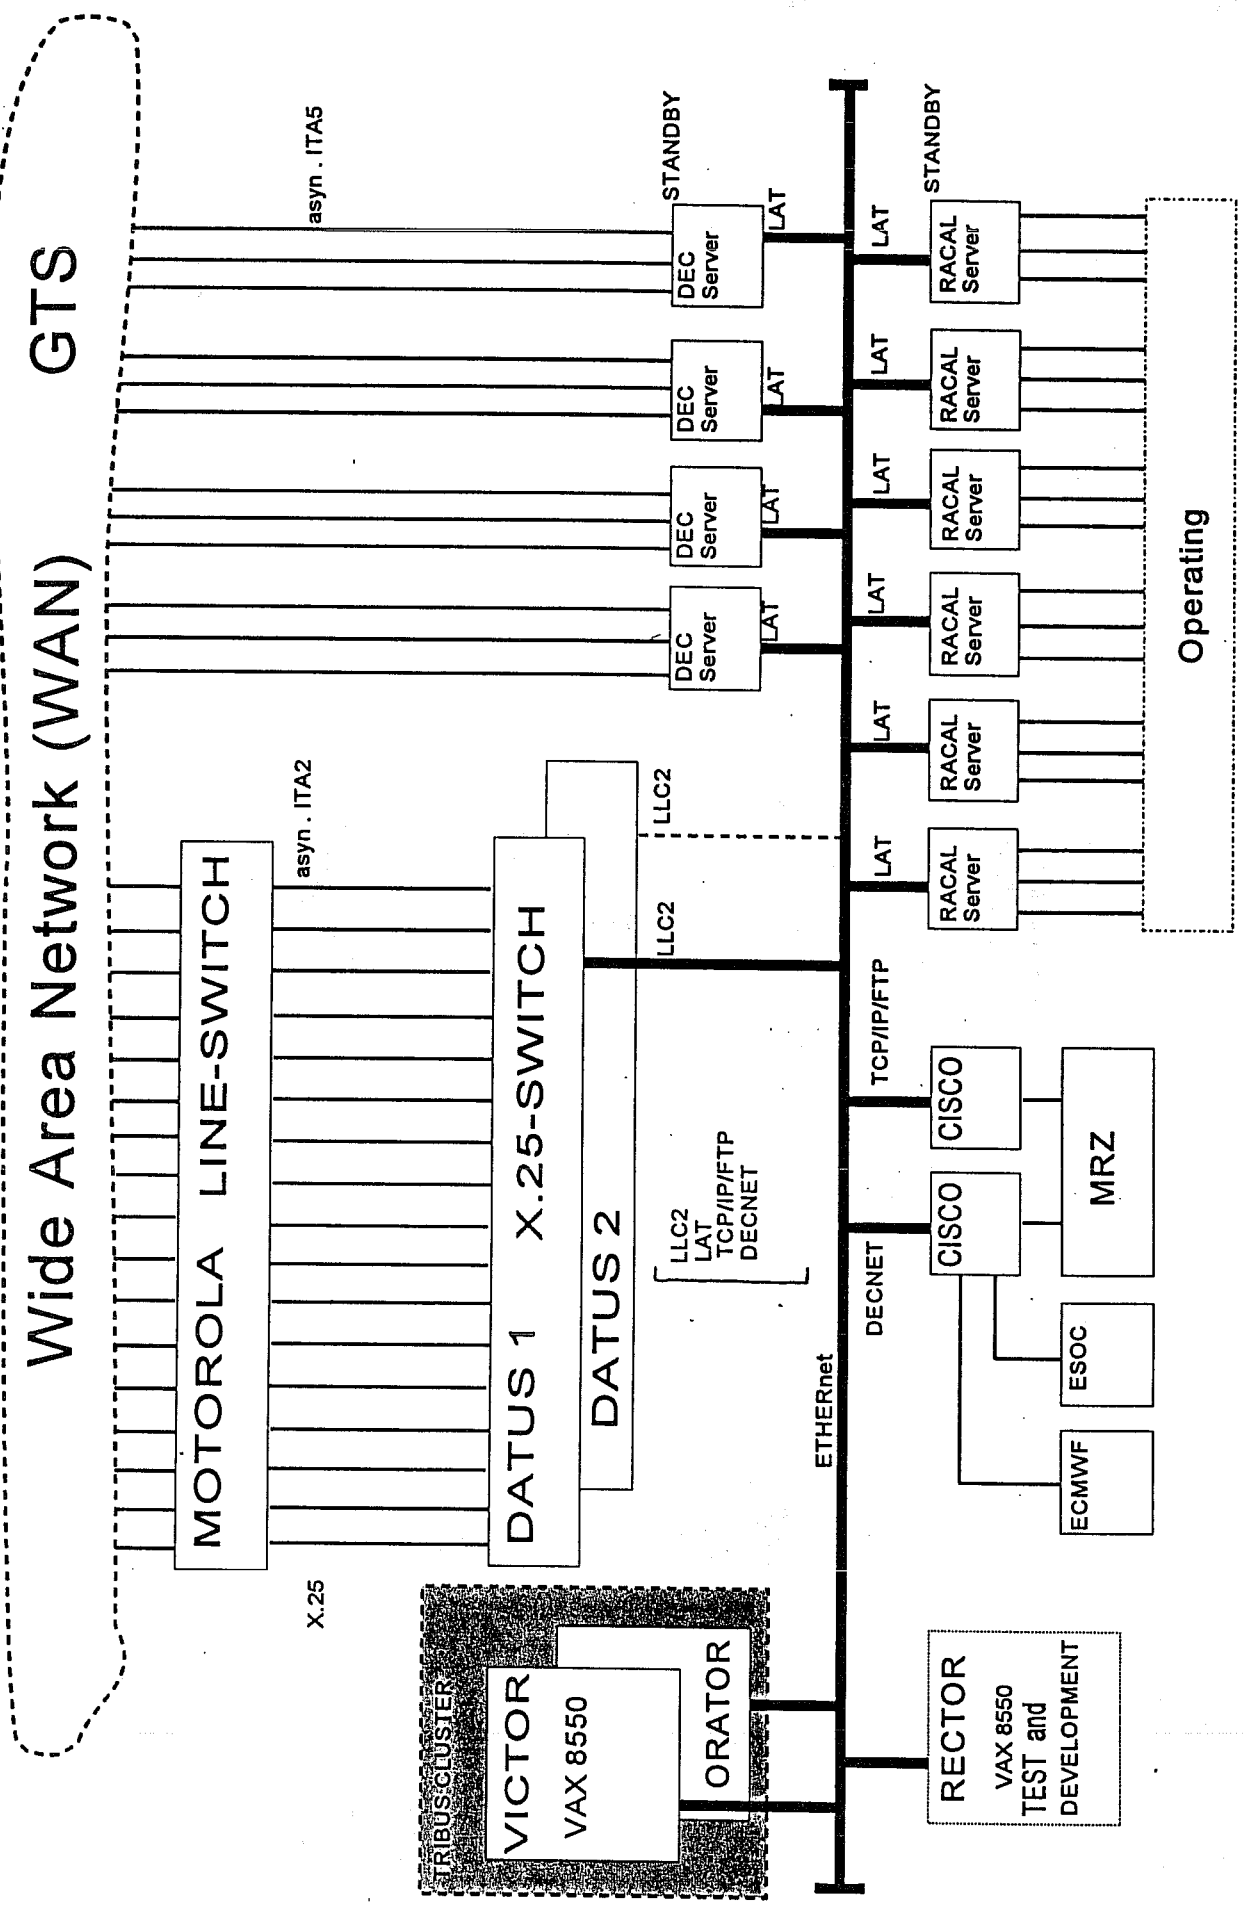 Wide Area Network (WAN) GTS
MOTOROLA LINE-SWITCH
X.25
asyn . ITA2
asyn . ITA5
DATUS 1 X.25-SWITCH
DATUS 2
TRIBUS CLUSTER
VICTOR
VAX 8550
ORATOR
LLC2
LLC2
LLC2
LAT
TCP/IP/FTP
DECNET
DEC
Server
DEC
Server
DEC
Server
DEC
Server
STANDBY
LAT
LAT
LAT
LAT
ETHERnet
DECNET
TCP/IP/FTP
LAT
LAT
LAT
LAT
LAT
LAT
STANDBY
RECTOR
VAX 8550
TEST and
DEVELOPMENT
CISCO
CISCO
RACAL
Server
RACAL
Server
RACAL
Server
RACAL
Server
RACAL
Server
RACAL
Server
ECMWF
ESOC
MRZ
Operating